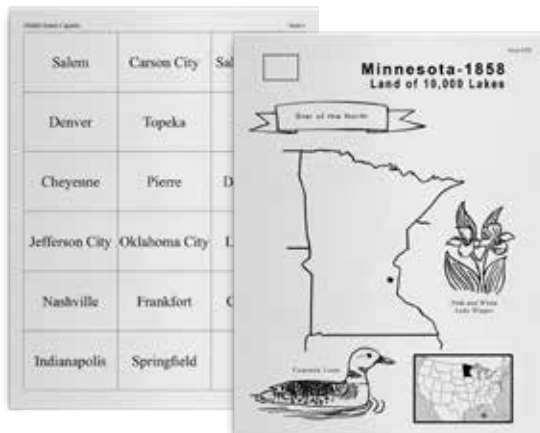 Salem Carson City
Denver Topeka
Cheyenne Pierre
Jefferson City Oklahoma City
Nashville Frankfort
Indianapolis Springfield
Minnesota-1858
Land of 10,000 Lakes
Star of the North
Pink and White
Lady Slipper
Common Loon